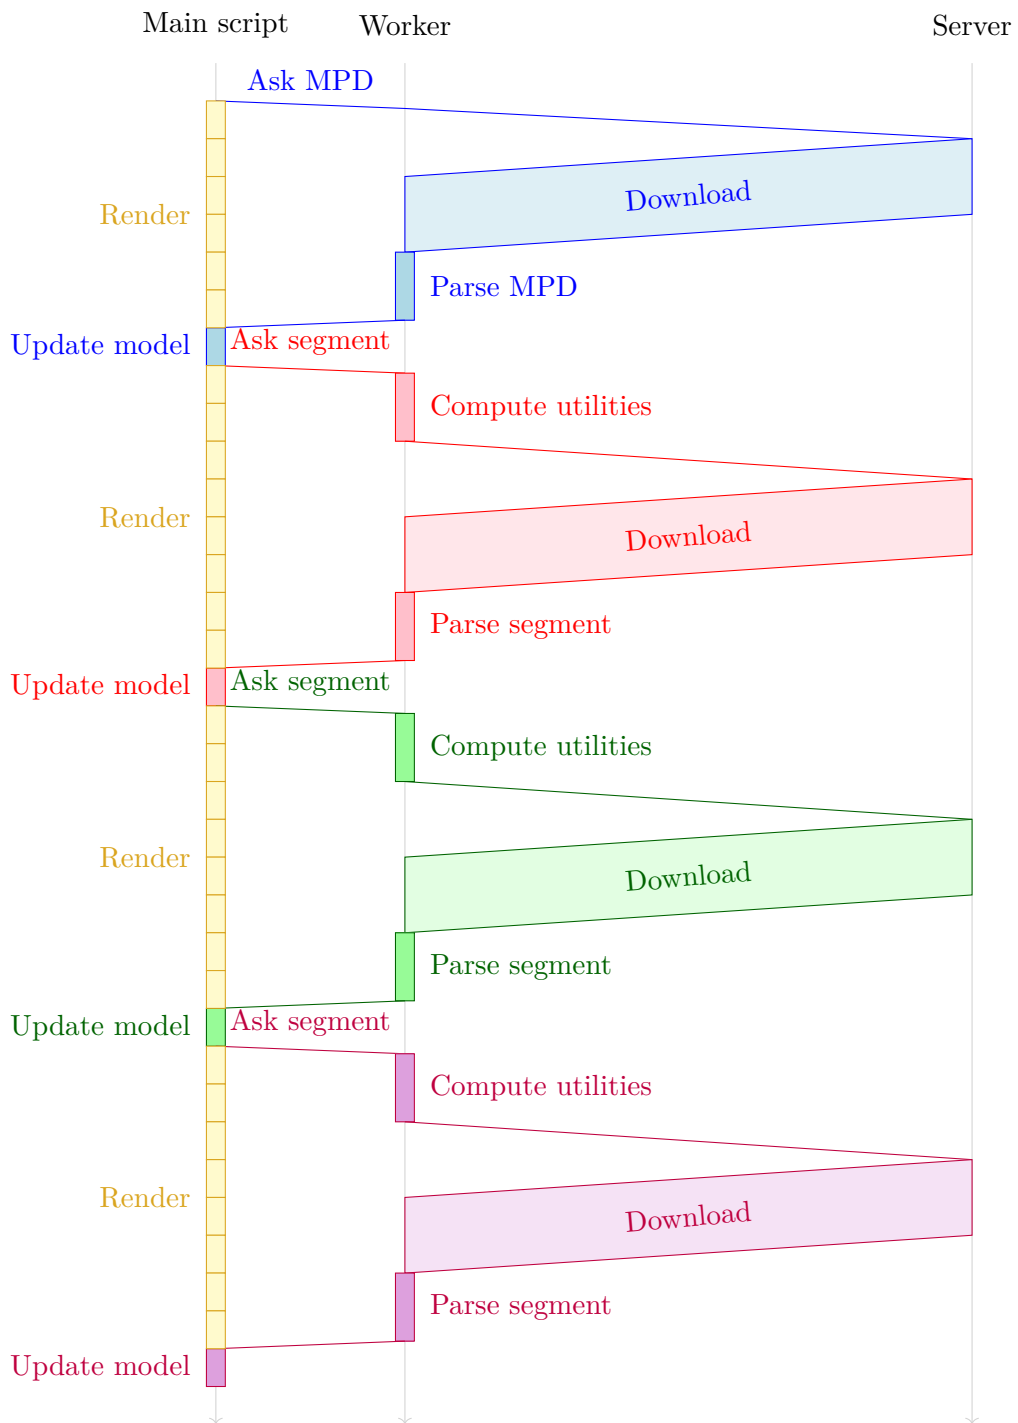 Main script Worker Server
Ask MPD
Download
Render
Parse MPD
Update model Ask segment
Compute utilities
Render
Download
Parse segment
Update model Ask segment
Compute utilities
Render
Download
Parse segment
Update model Ask segment
Compute utilities
Render
Download
Parse segment
Update model